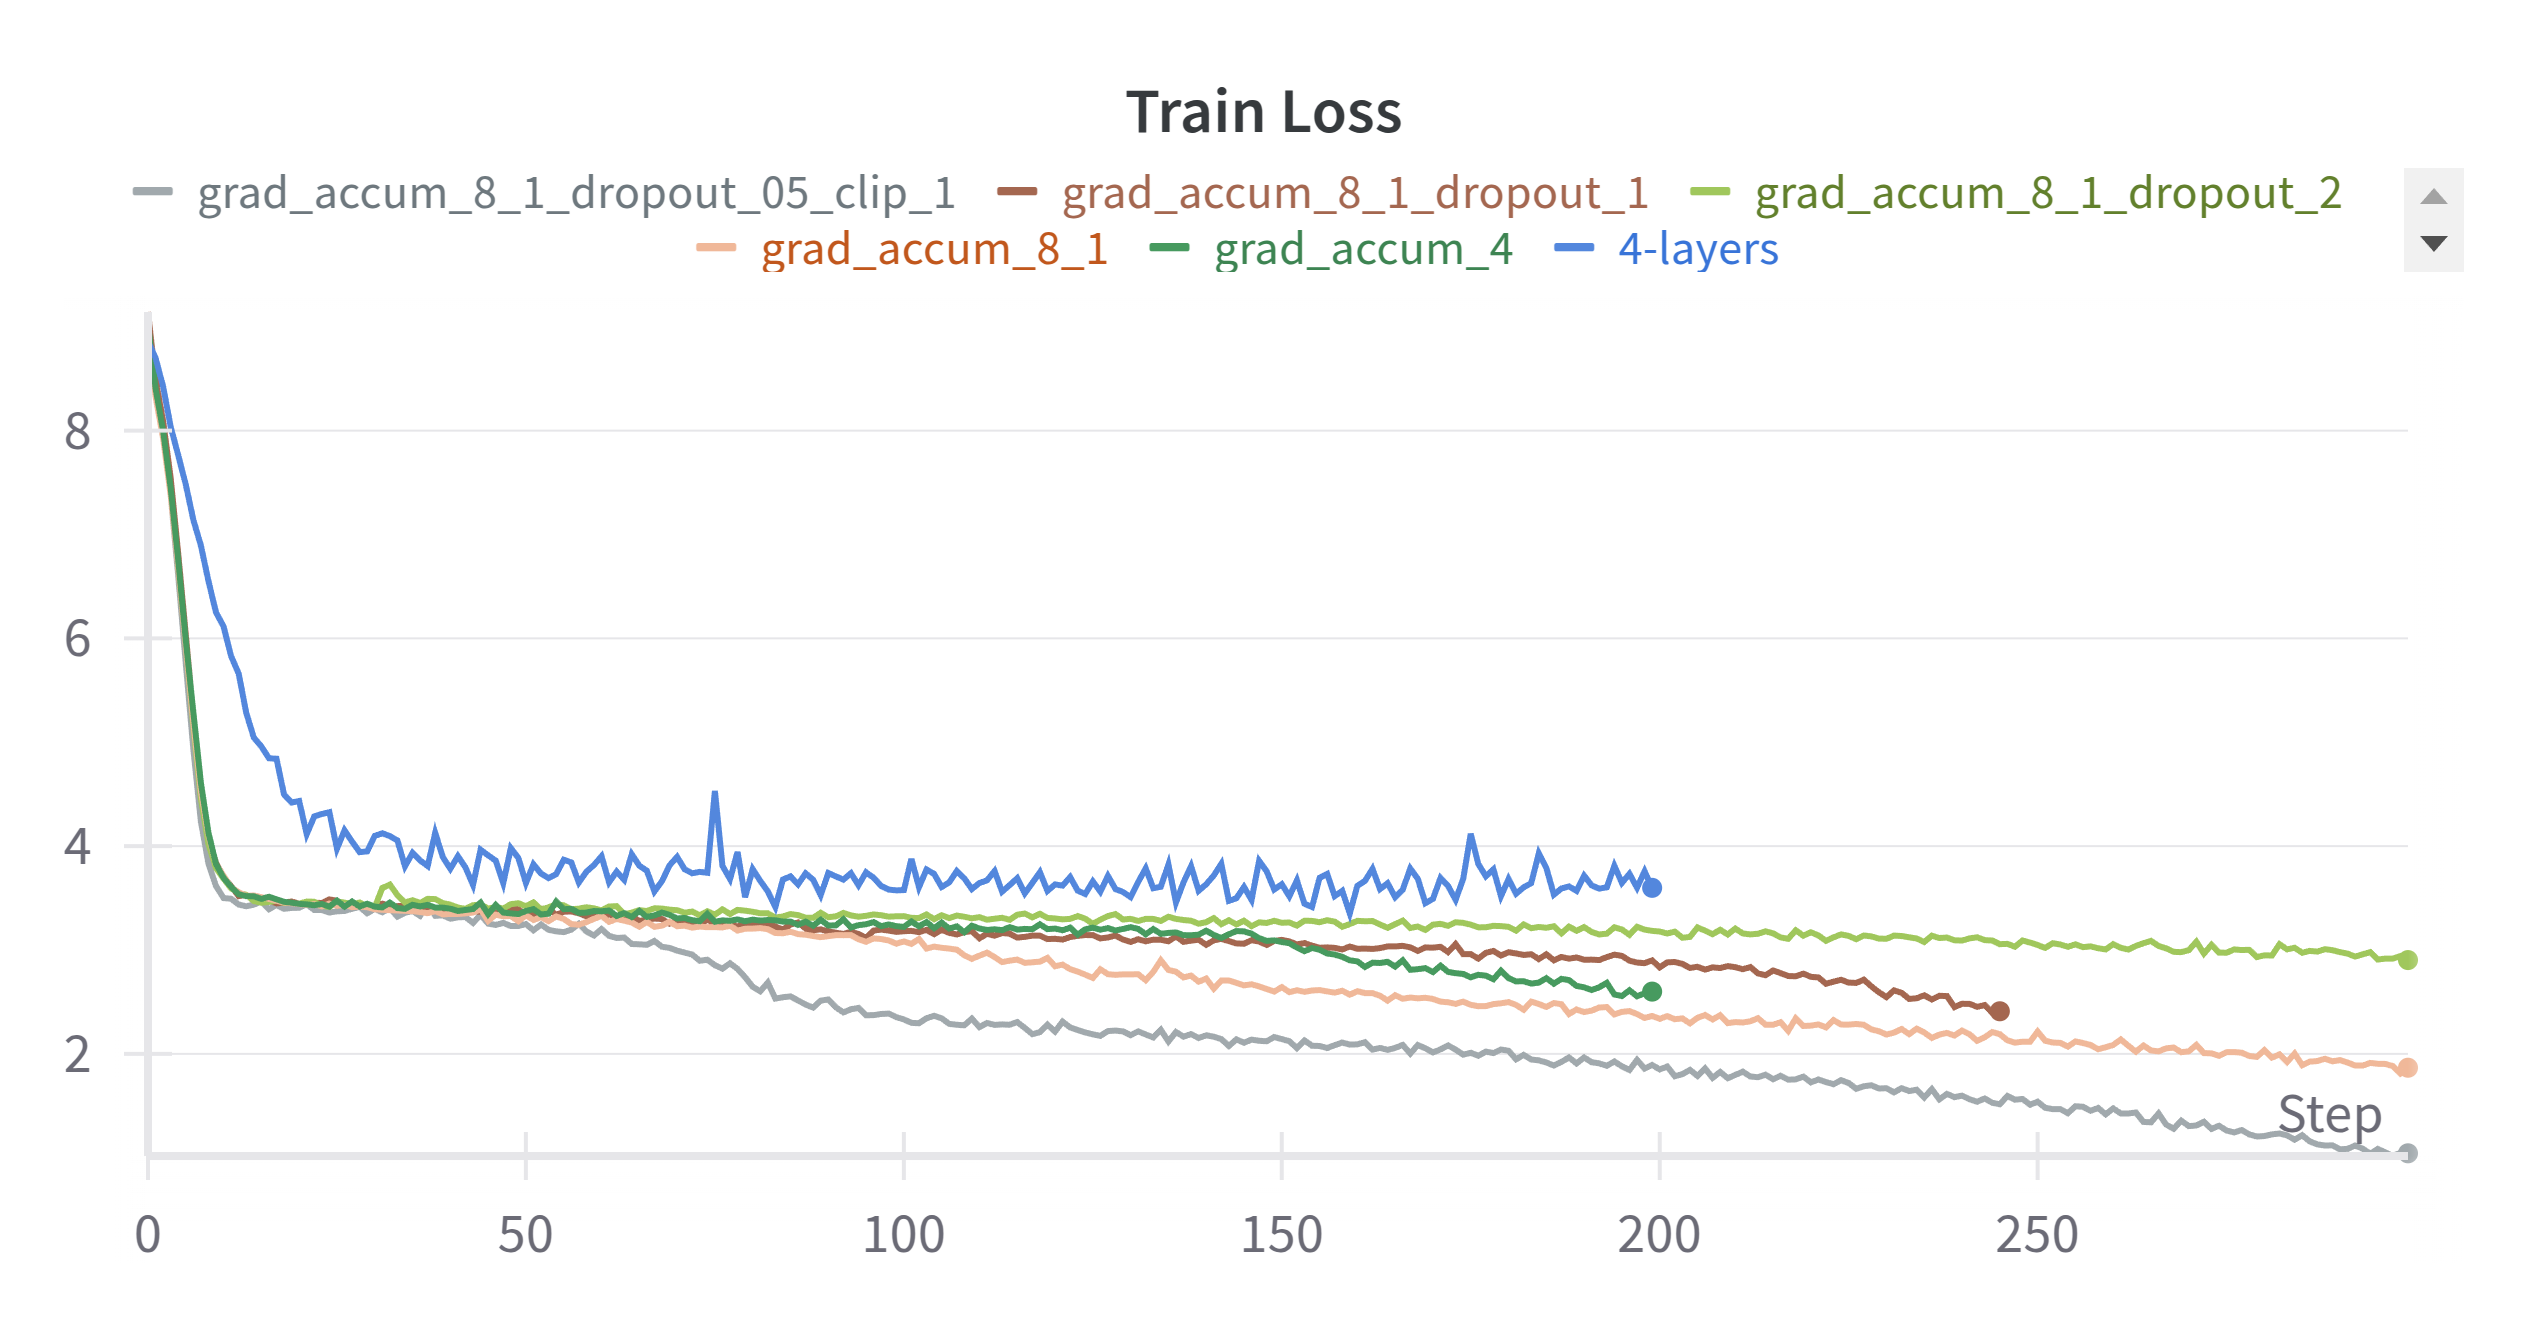 Train Loss
grad_accum_8_1_dropout_05_clip_1 grad_accum_8_1_dropout_1 grad_accum_8_1_dropout_2
grad_accum_8_1 grad_accum_4 4-layers
8
6
4
2
Step
0 50 100 150 200 250